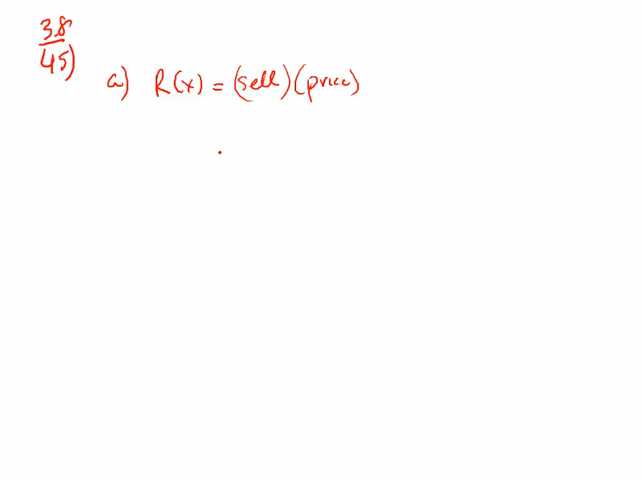 38
45)
a) R(x) = (sell)(price)